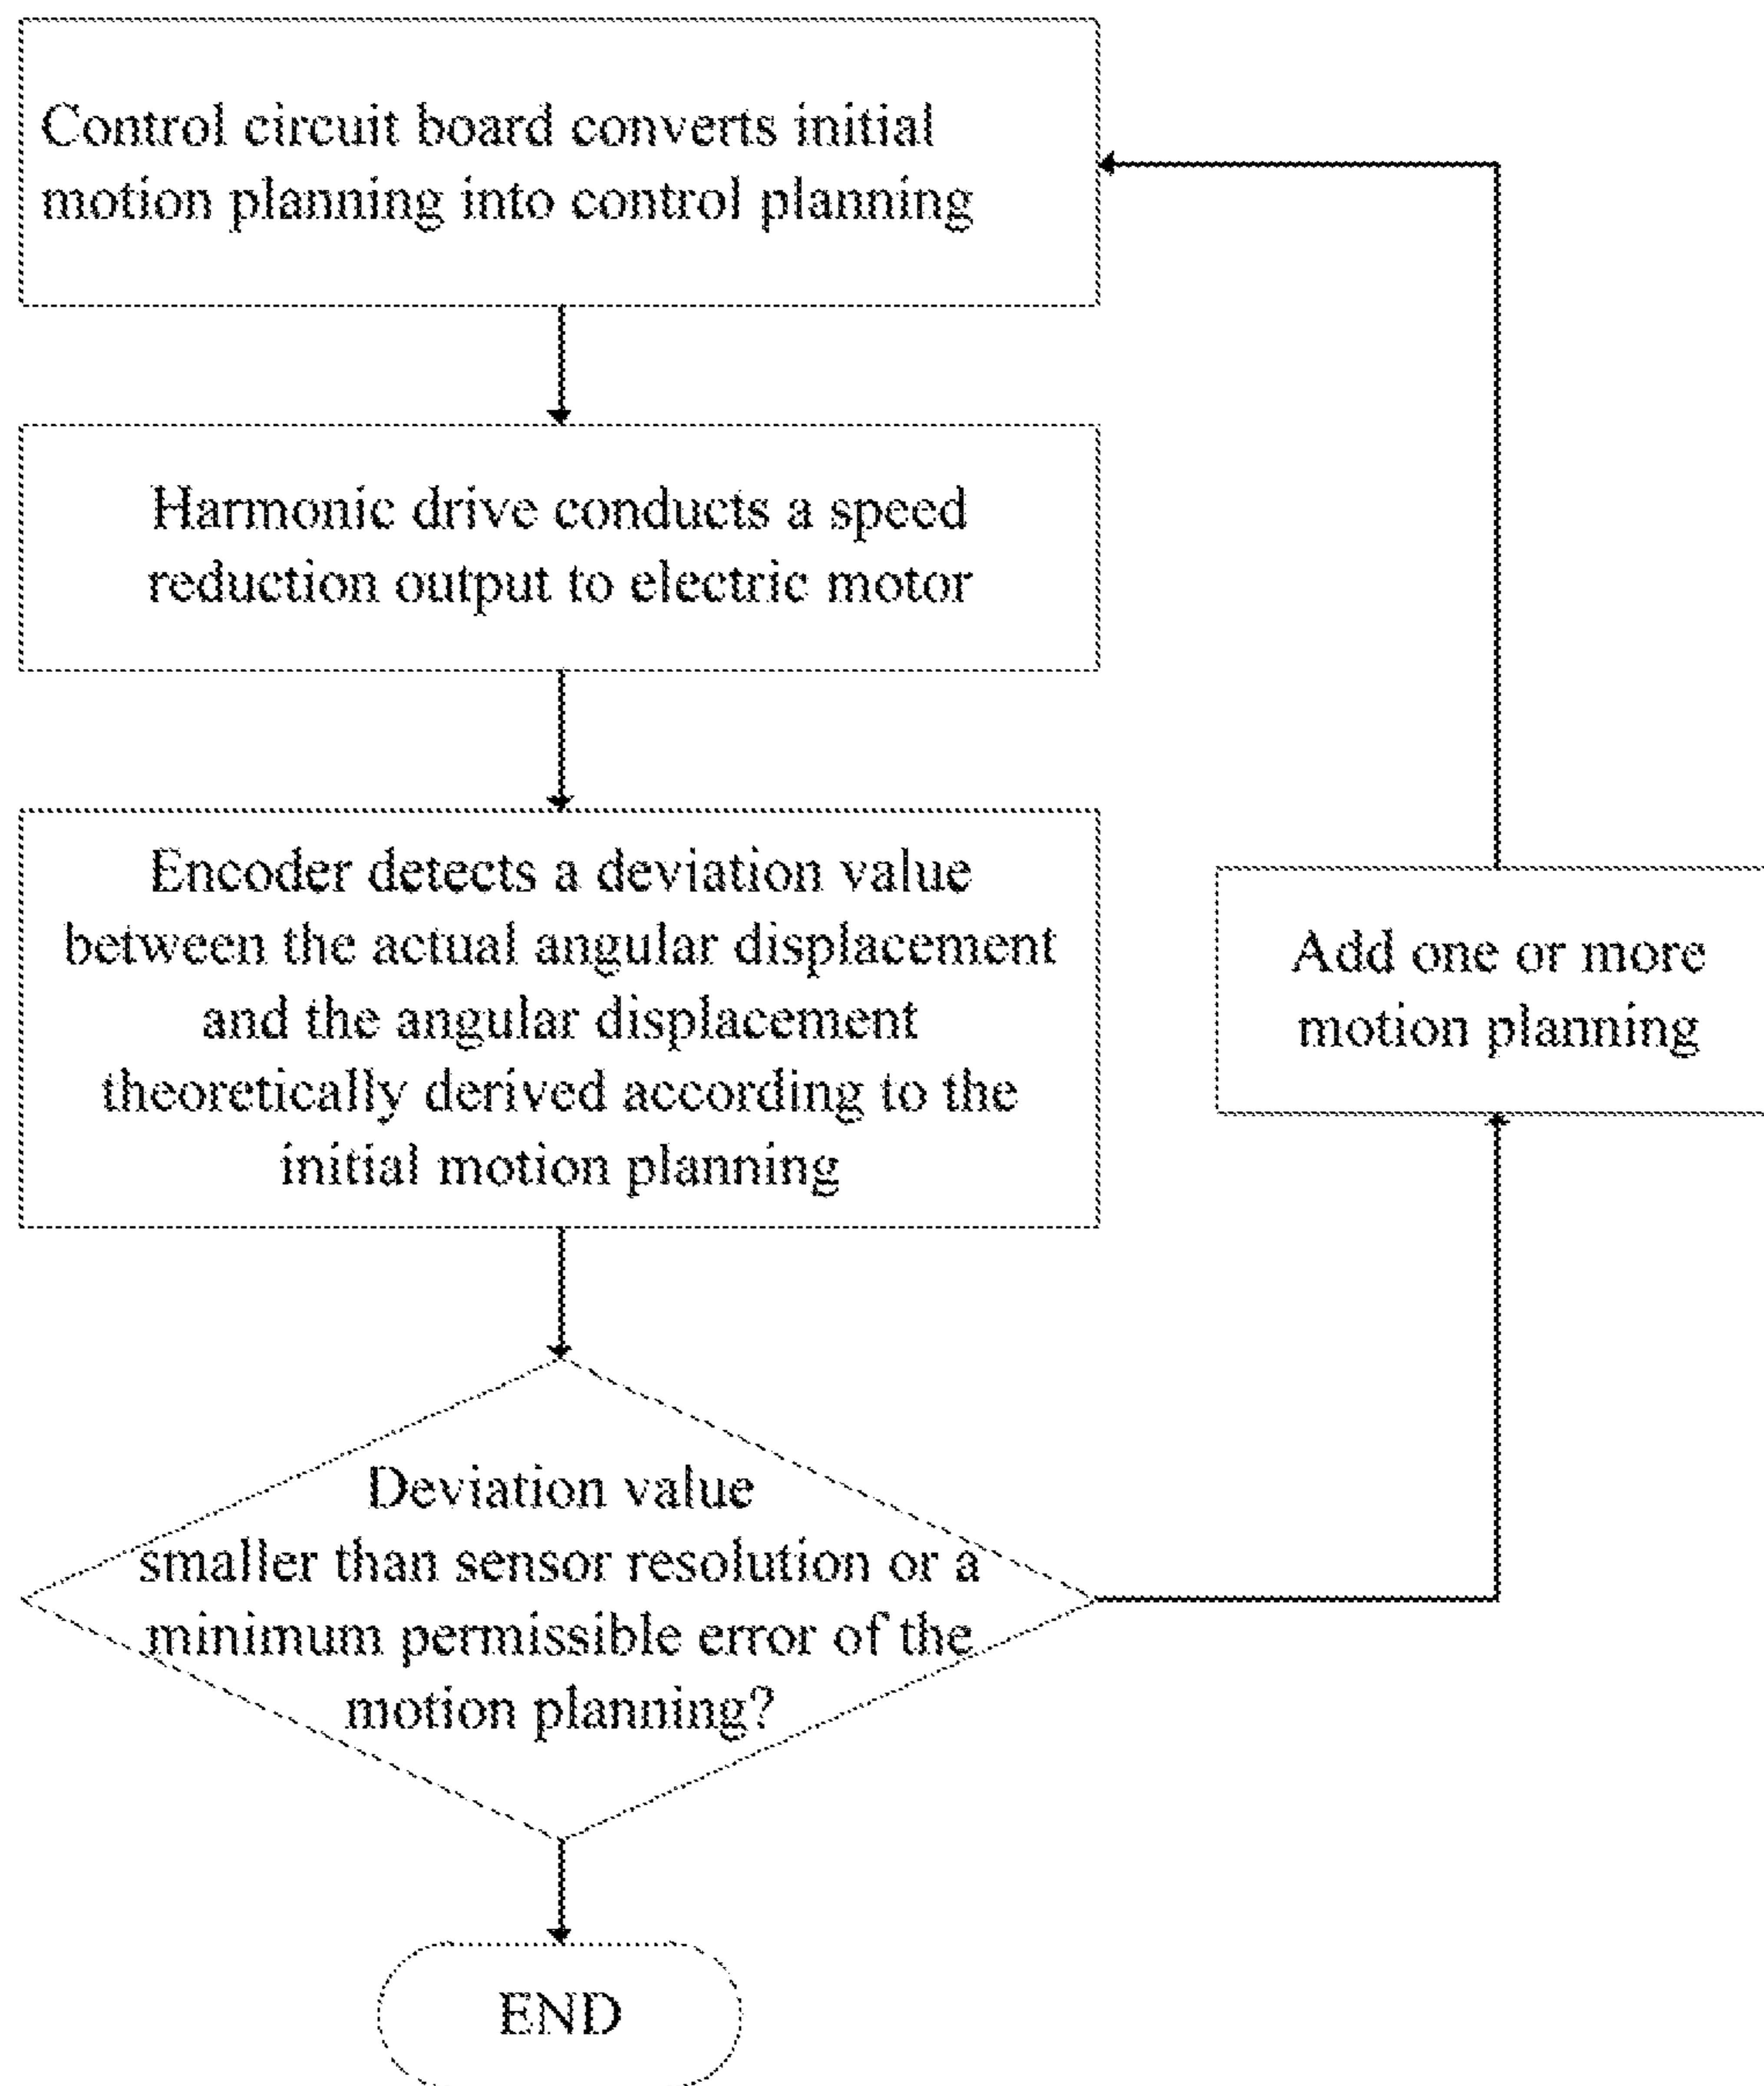 Control circuit board converts initial
motion planning into control planning
Harmonic drive conducts a speed
reduction output to electric motor
Encoder detects a deviation value
between the actual angular displacement
and the angular displacement
theoretically derived according to the
initial motion planning
Add one or more
motion planning
Deviation value
smaller than sensor resolution or a
minimum permissible error of the
motion planning?
END